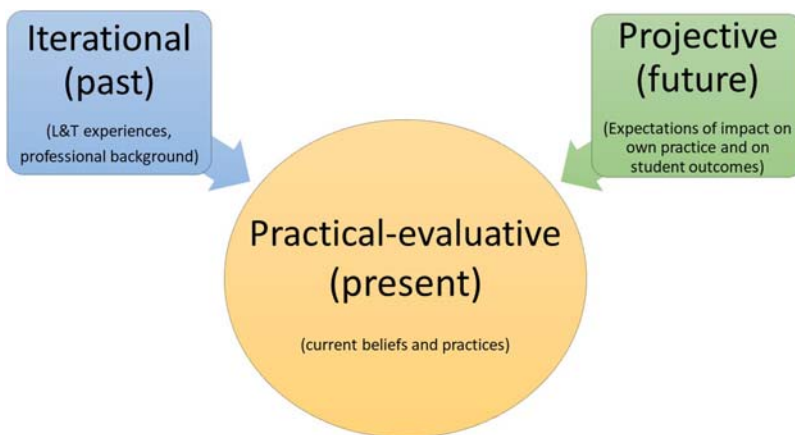 Iterational
(past)
(L&T experiences,
professional background)
Projective
(future)
(Expectations of impact on
own practice and on
student outcomes)
Practical-evaluative
(present)
(current beliefs and practices)